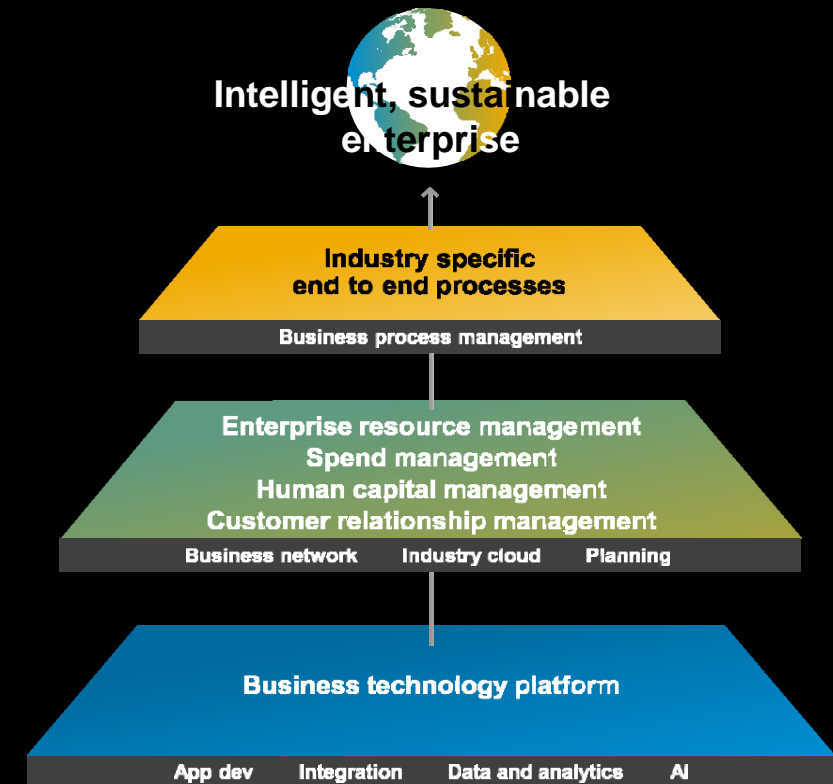 Intelligent, sustainable
enterprise
Industry specific
end to end processes
Business process management
Enterprise resource management
Spend management
Human capital management
Customer relationship management
Business network Industry cloud Planning
Business technology platform
App dev Integration Data and analytics AI